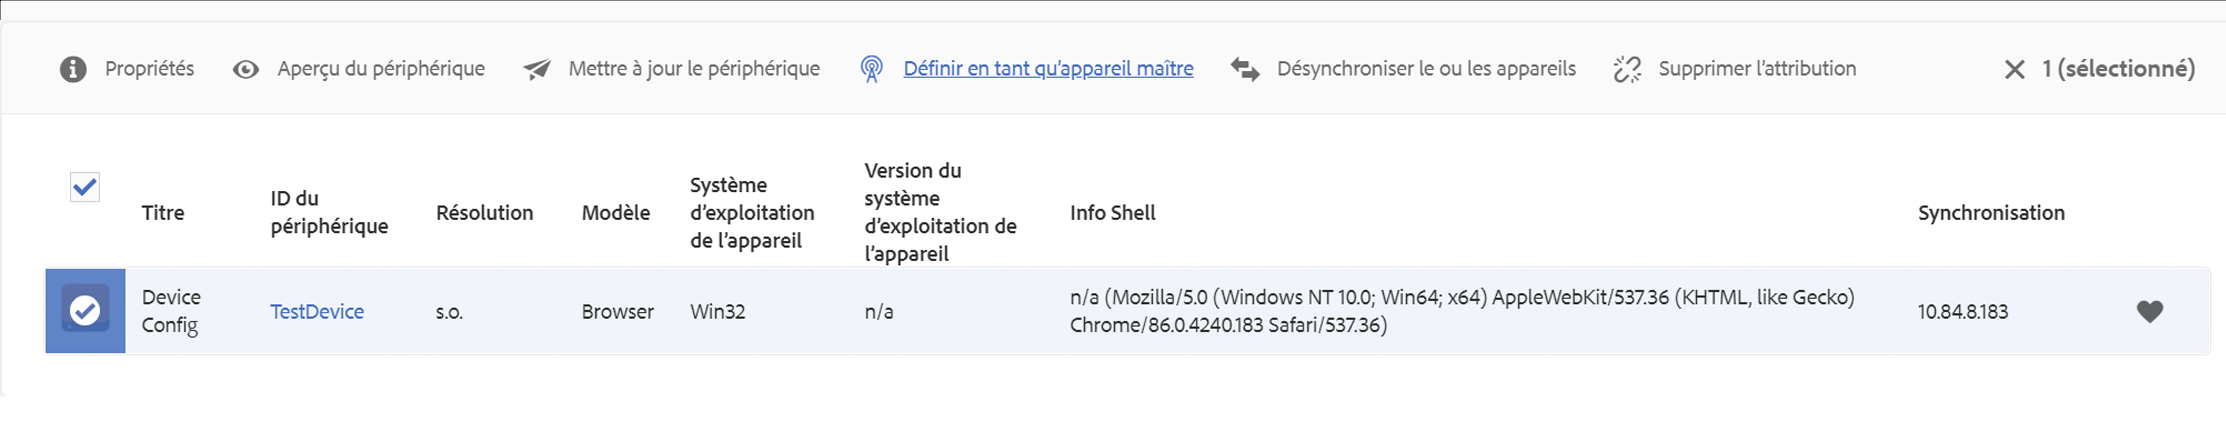 Propriétés Aperçu du périphérique Mettre à jour le périphérique Définir en tant qu’appareil maître Désynchroniser le ou les appareils Supprimer l’attribution 1 (sélectionné)
Titre
ID du
périphérique
Résolution
Modèle
Système
d’exploitation
de l’appareil
Version du
système
d’exploitation de
l’appareil
Info Shell
Synchronisation
Device
Config
TestDevice
s.o.
Browser
Win32
n/a
n/a (Mozilla/5.0 (Windows NT 10.0; Win64; x64) AppleWebKit/537.36 (KHTML, like Gecko)
Chrome/86.0.4240.183 Safari/537.36)
10.84.8.183